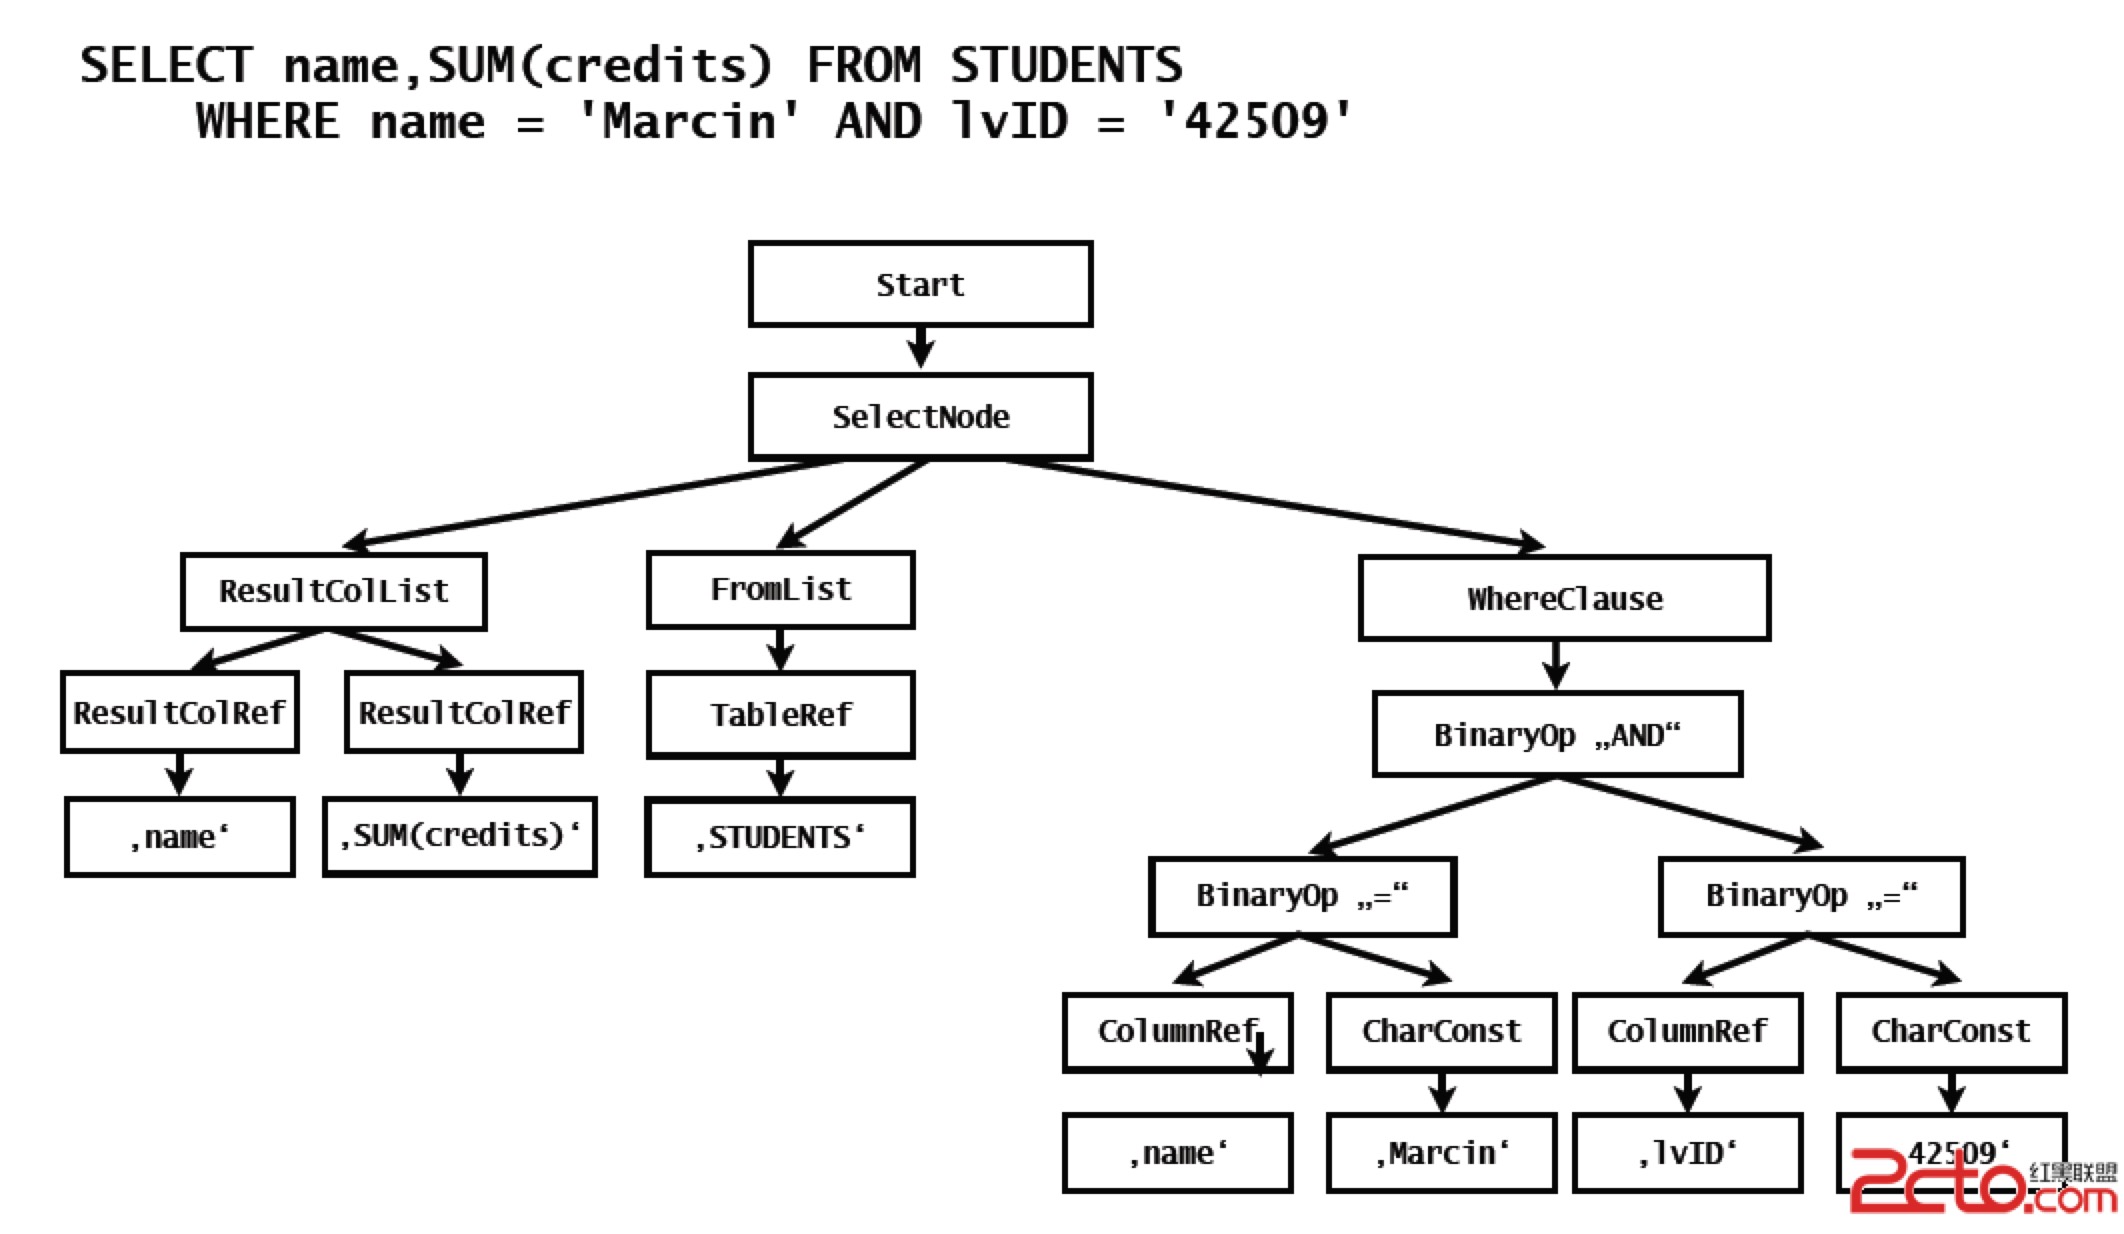 SELECT name,SUM(credits) FROM STUDENTS
WHERE name = 'Marcin' AND lvID = '42509'
Start
SelectNode
ResultColList
FromList
WhereClause
ResultColRef
ResultColRef
TableRef
BinaryOp „AND“
‚name‘
‚SUM(credits)‘
‚STUDENTS‘
BinaryOp „=“
BinaryOp „=“
ColumnRef
CharConst
ColumnRef
CharConst
‚name‘
‚Marcin‘
‚lvID‘
42509‘
2cto.com
红黑联盟